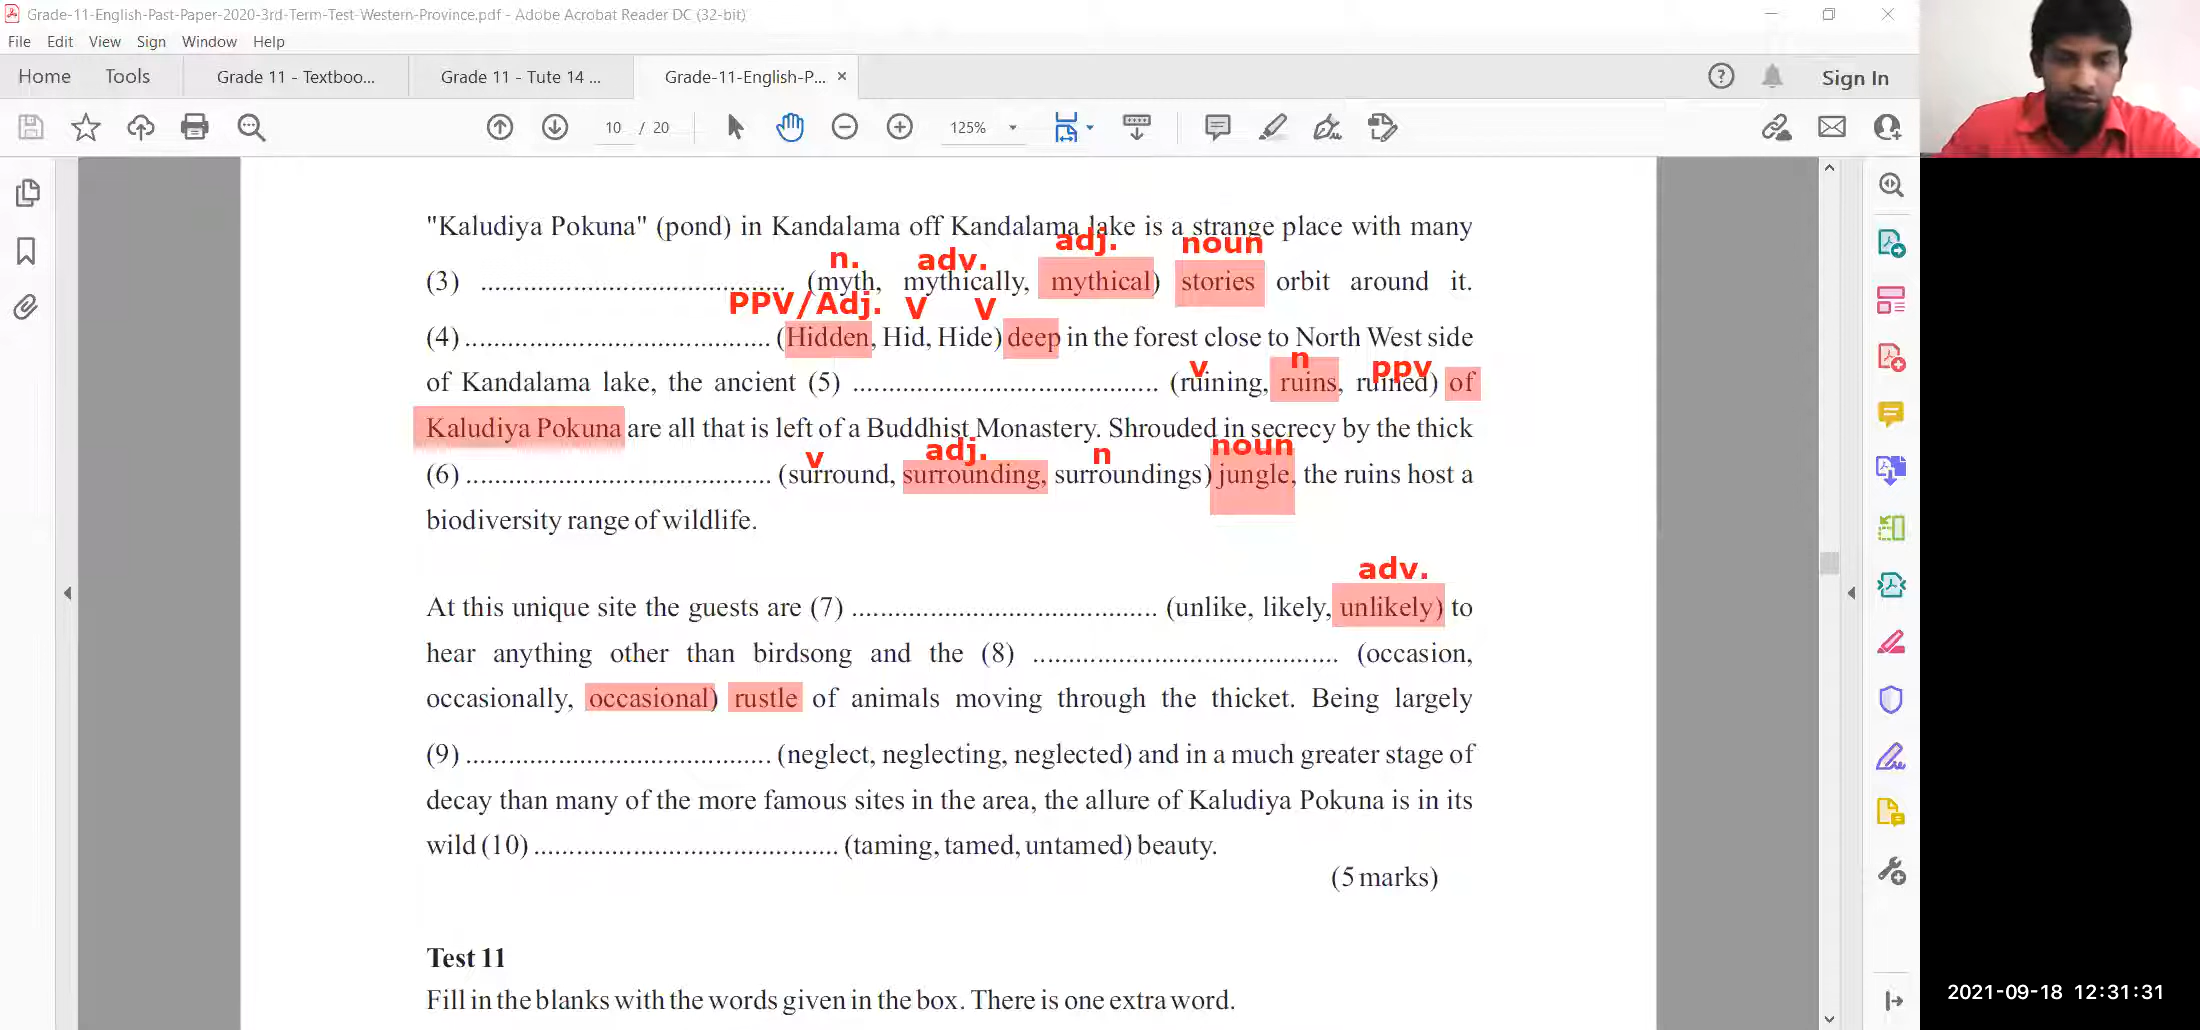 Grade-11-English-Past-Paper-2020-3rd-Term-Test-Western-Province.pdf - Adobe Acrobat Reader DC (32-bit)
File Edit View Sign Window Help
Home Tools Grade 11 - Textboo... Grade 11 - Tute 14 ... Grade-11-English-P... × Sign In
10 / 20 125%
"Kaludiya Pokuna" (pond) in Kandalama off Kandalama lake is a strange place with many
n. adv. adj. noun
(3) .......................................... (myth, mythically, mythical) stories orbit around it.
PPV/Adj. V V
(4) .......................................... (Hidden, Hid, Hide) deep in the forest close to North West side
v n ppv
of Kandalama lake, the ancient (5) .......................................... (ruining, ruins, ruined) of
Kaludiya Pokuna are all that is left of a Buddhist Monastery. Shrouded in secrecy by the thick
v adj. n noun
(6) .......................................... (surround, surrounding, surroundings) jungle, the ruins host a
biodiversity range of wildlife.
adv.
At this unique site the guests are (7) .......................................... (unlike, likely, unlikely) to
hear anything other than birdsong and the (8) .......................................... (occasion,
occasionally, occasional) rustle of animals moving through the thicket. Being largely
(9) .......................................... (neglect, neglecting, neglected) and in a much greater stage of
decay than many of the more famous sites in the area, the allure of Kaludiya Pokuna is in its
wild (10) .......................................... (taming, tamed, untamed) beauty.
(5 marks)
Test 11
Fill in the blanks with the words given in the box. There is one extra word.
2021-09-18 12:31:31